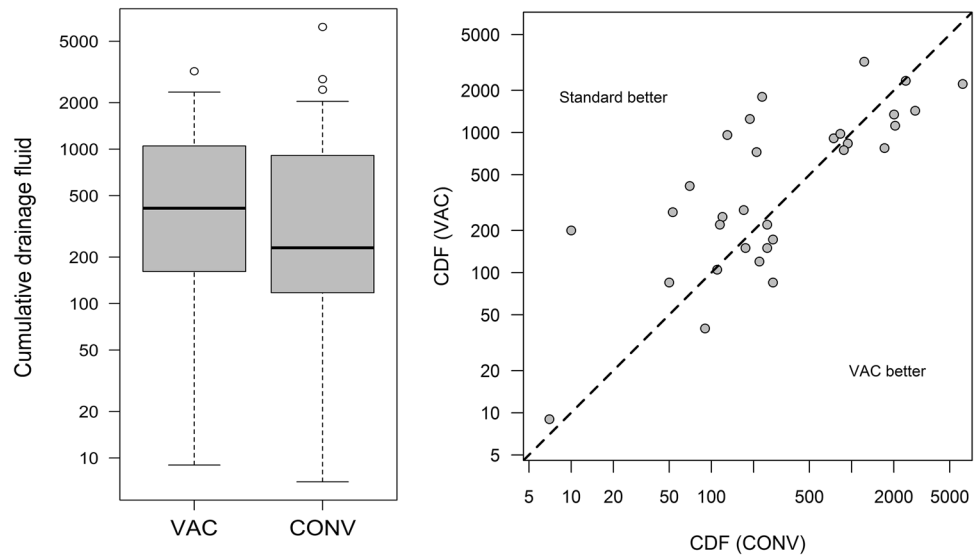 Cumulative drainage fluid
5000
2000
1000
500
200
100
50
20
10
VAC CONV
CDF (VAC)
5000
2000
1000
500
200
100
50
20
10
5
Standard better
VAC better
5 10 20 50 100 500 2000 5000
CDF (CONV)